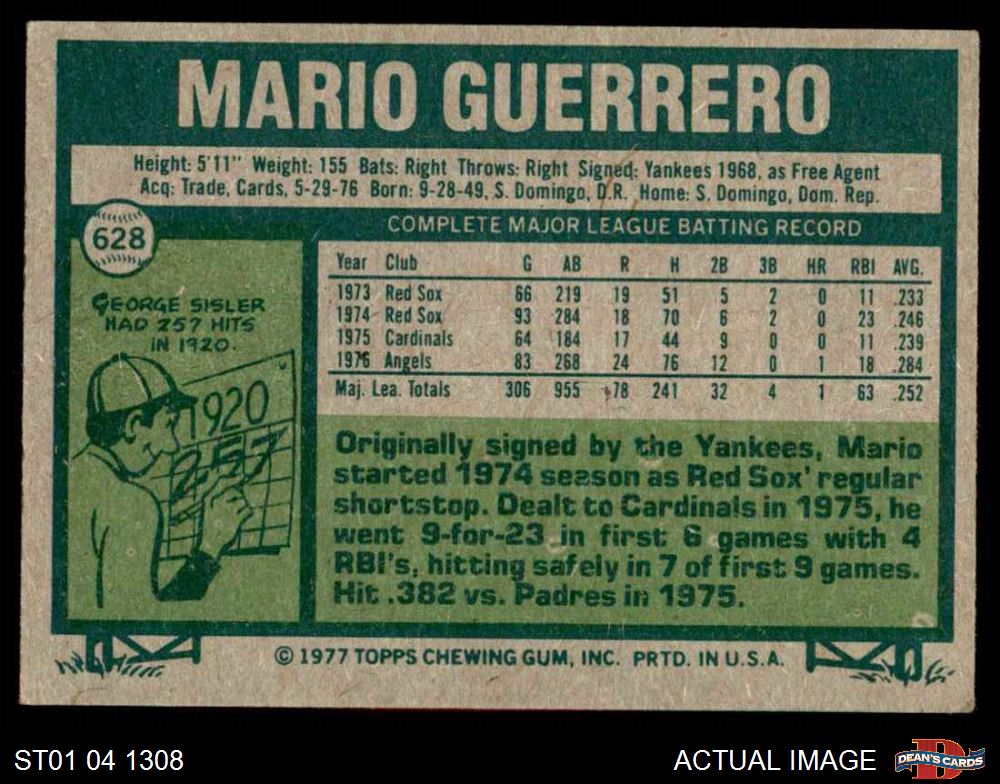 MARIO GUERRERO
Height: 5'11" Weight: 155 Bats: Right Throws: Right Signed: Yankees 1968, as Free Agent
Acq: Trade, Cards, 5-29-76 Born: 9-28-49, S. Domingo, D.R. Home: S. Domingo, Dom. Rep.
628
COMPLETE MAJOR LEAGUE BATTING RECORD
Year Club G AB R H 2B 3B HR RBI AVG.
1973 Red Sox 66 219 19 51 5 2 0 11 .233
1974 Red Sox 93 284 18 70 6 2 0 23 .246
1975 Cardinals 64 184 17 44 9 0 0 11 .239
1976 Angels 83 268 24 76 12 0 1 18 .284
Maj. Lea. Totals 306 955 78 241 32 4 1 63 .252
GEORGE SISLER
HAD 257 HITS
IN 1920.
1920
257
Originally signed by the Yankees, Mario
started 1974 season as Red Sox' regular
shortstop. Dealt to Cardinals in 1975, he
went 9-for-23 in first 6 games with 4
RBI's, hitting safely in 7 of first 9 games.
Hit .382 vs. Padres in 1975.
© 1977 TOPPS CHEWING GUM, INC. PRTD. IN U.S.A.
ST01 04 1308
ACTUAL IMAGE
D
DEAN'S CARDS